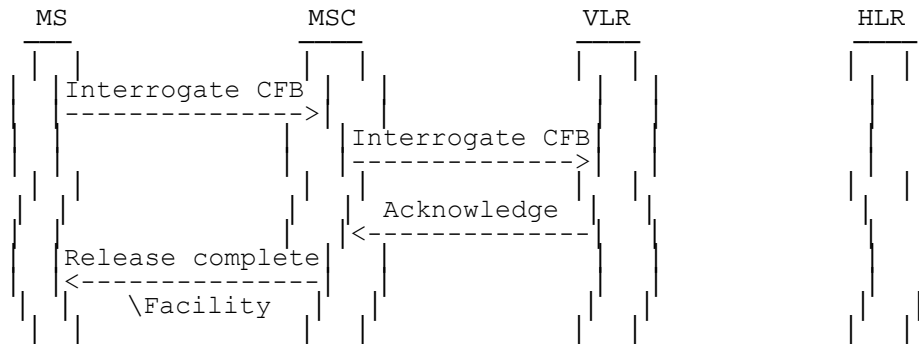 MS MSC VLR HLR
Interrogate CFB
Interrogate CFB
Acknowledge
Release complete
\Facility